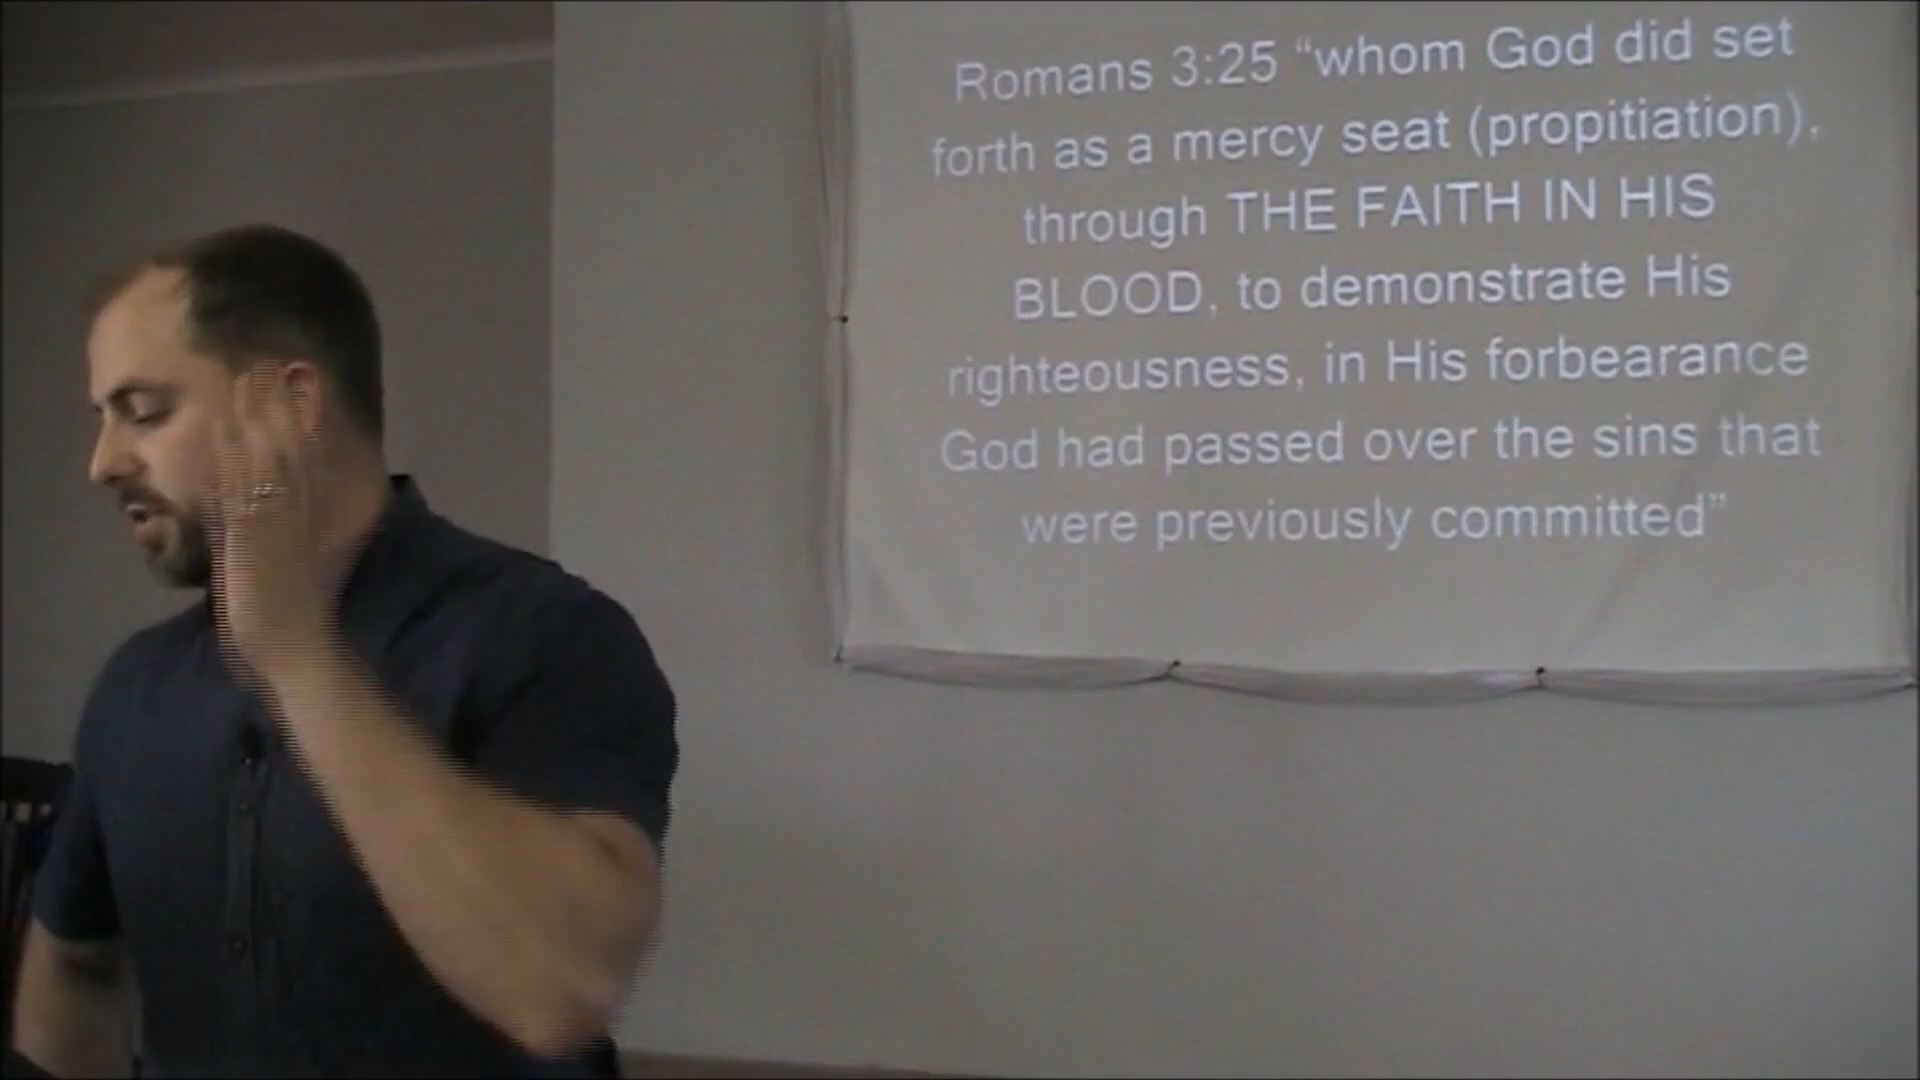 Romans 3:25 “whom God did set
forth as a mercy seat (propitiation),
through THE FAITH IN HIS
BLOOD, to demonstrate His
righteousness, in His forbearance
God had passed over the sins that
were previously committed”